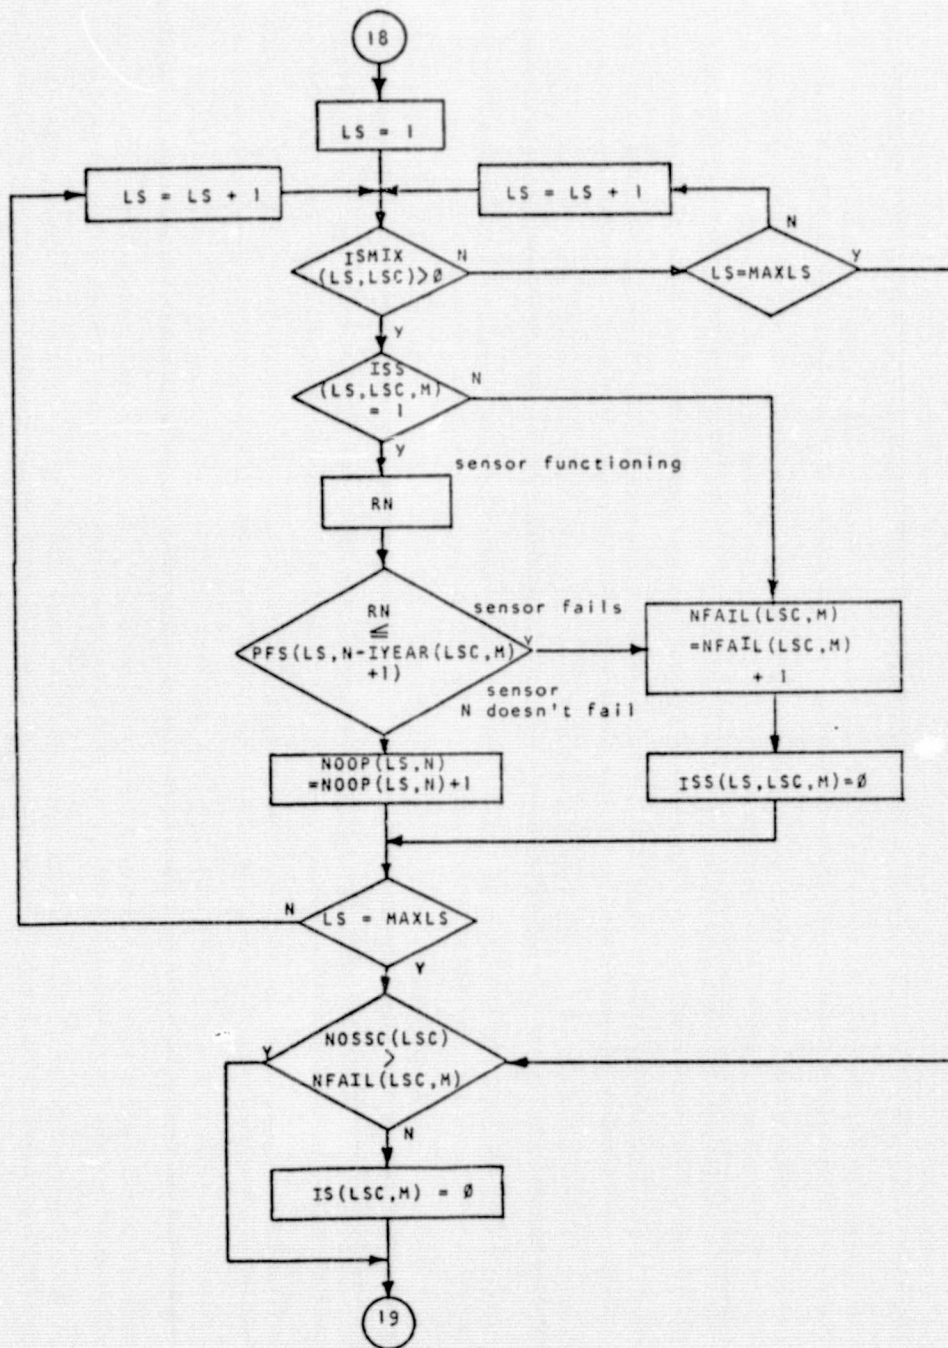 18
LS = 1
LS = LS + 1
LS = LS + 1
ISMIX
(LS,LSC)>Ø
N
N
Y
LS=MAXLS
Y
ISS
(LS,LSC,M)
= 1
N
Y
sensor functioning
RN
RN
≦
PFS(LS,N-IYEAR(LSC,M)
+1)
sensor fails
Y
sensor
N doesn't fail
NFAIL(LSC,M)
=NFAIL(LSC,M)
+ 1
NOOP(LS,N)
=NOOP(LS,N)+1
ISS(LS,LSC,M)=Ø
N
LS = MAXLS
Y
NOSSC(LSC)
>
NFAIL(LSC,M)
Y
N
IS(LSC,M) = Ø
19